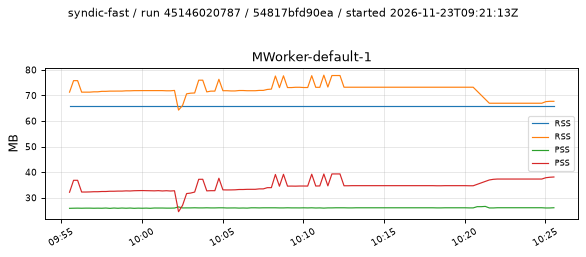 syndic-fast / run 45146020787 / 54817bfd90ea / started 2026-11-23T09:21:13Z
MWorker-default-1
MB
80
70
60
50
40
30
RSS
RSS
PSS
PSS
09:55
10:00
10:05
10:10
10:15
10:20
10:25